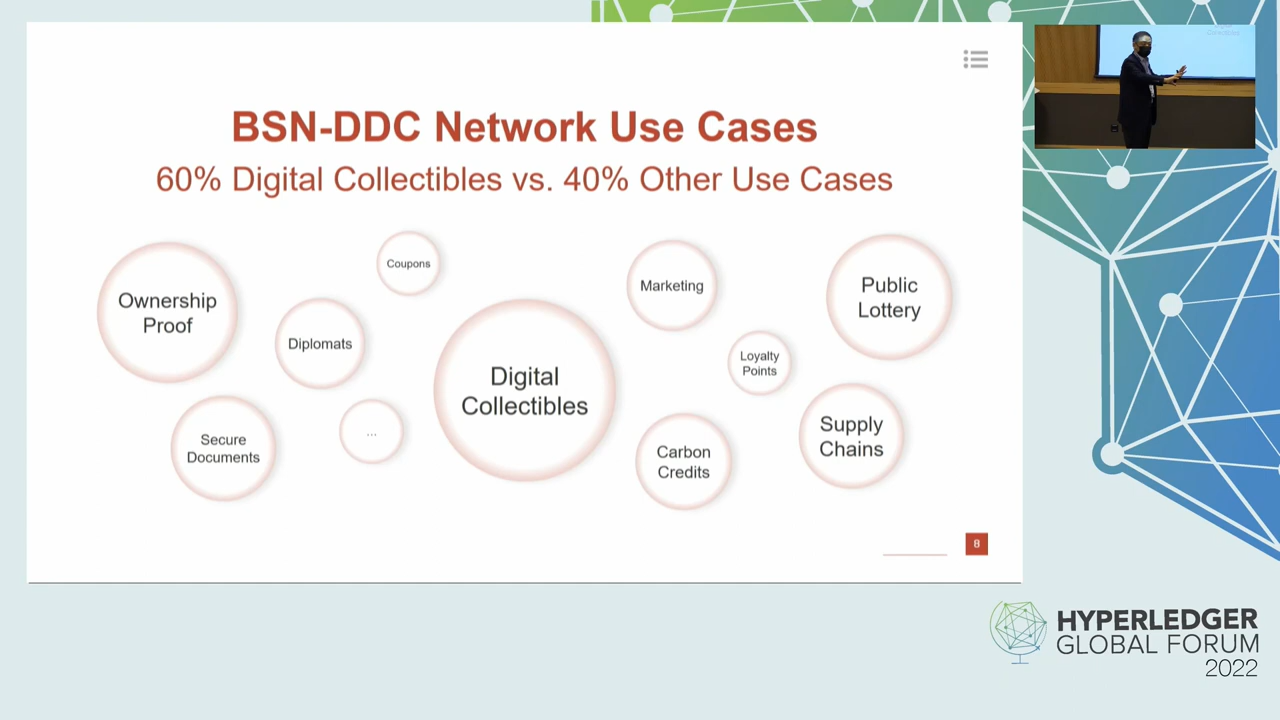 BSN-DDC Network Use Cases
60% Digital Collectibles vs. 40% Other Use Cases
Ownership
Proof
Coupons
Diplomats
Secure
Documents
...
Digital
Collectibles
Marketing
Loyalty
Points
Public
Lottery
Carbon
Credits
Supply
Chains
8
HYPERLEDGER
GLOBAL FORUM
2022